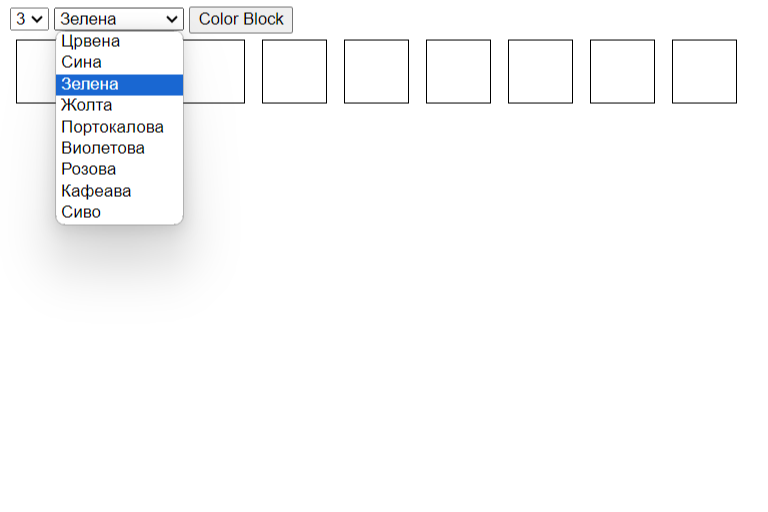 3 Зелена Color Block
Црвена
Сина
Зелена
Жолта
Портокалова
Виолетова
Розова
Кафеава
Сиво